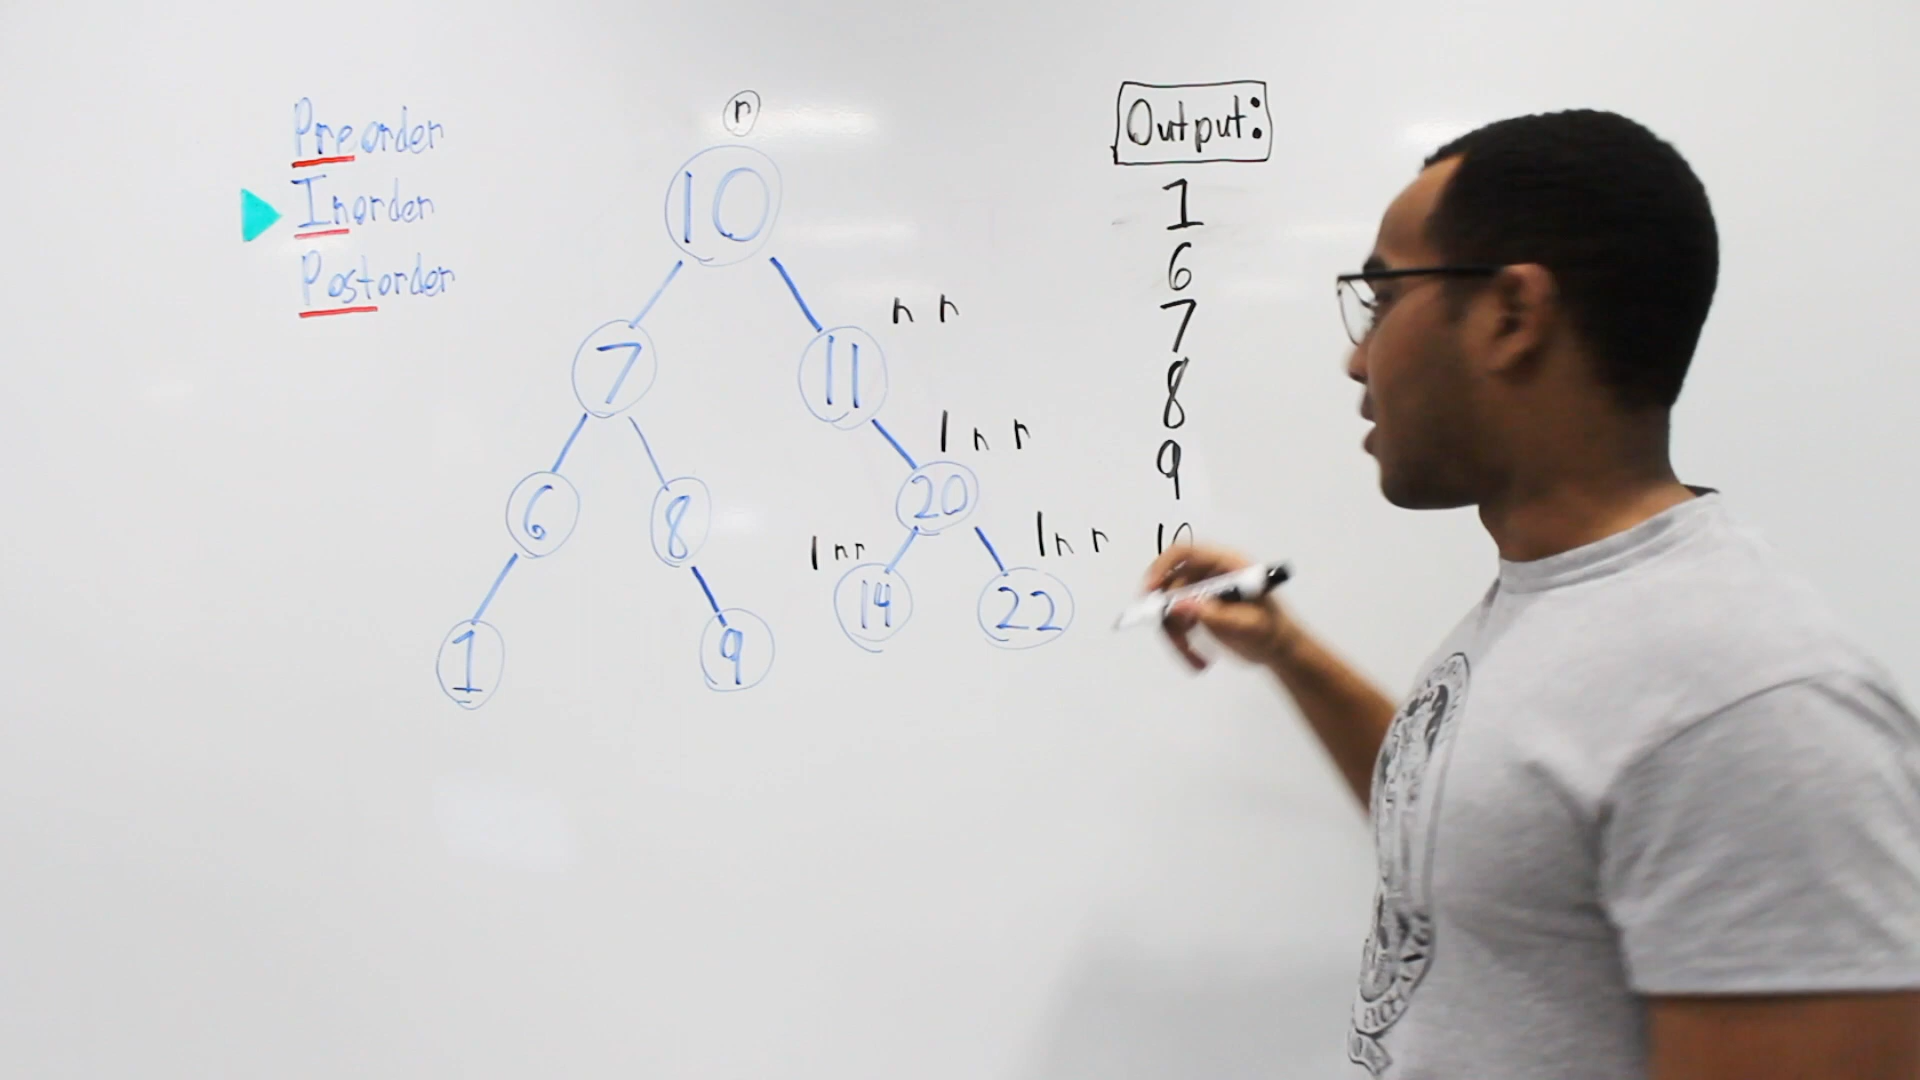 Preorder
Inorder
Postorder
r
10
7
11
n r
6
8
20
l n r
1
9
14
l n r
22
l n r
Output:
1
6
7
8
9
10